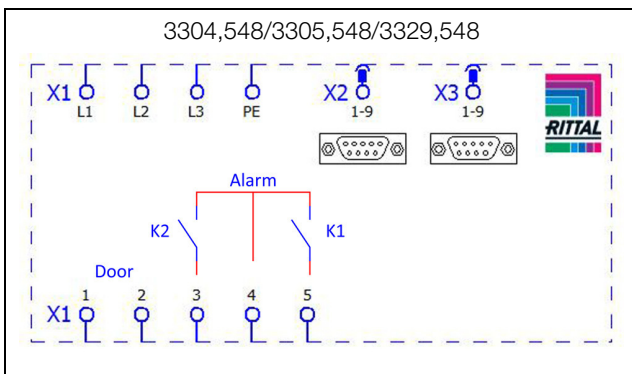 3304,548/3305,548/3329,548
X1 L1 L2 L3 PE X2 1-9 X3 1-9
RITTAL
Alarm
K2 K1
Door
X1 1 2 3 4 5